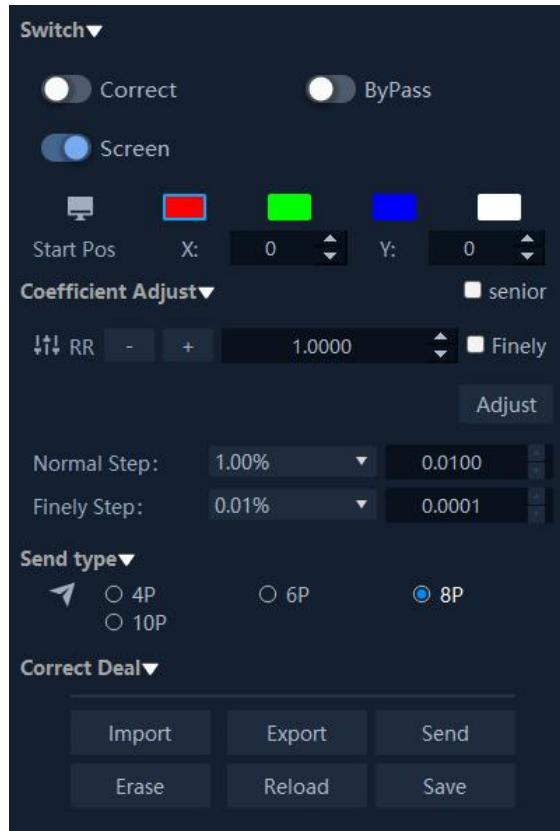 Switch▼
Correct ByPass
Screen
Start Pos X: 0 Y: 0
Coefficient Adjust▼ senior
RR - + 1.0000 Finely
Adjust
Normal Step: 1.00% 0.0100
Finely Step: 0.01% 0.0001
Send type▼
4P 6P 8P
10P
Correct Deal▼
Import Export Send
Erase Reload Save